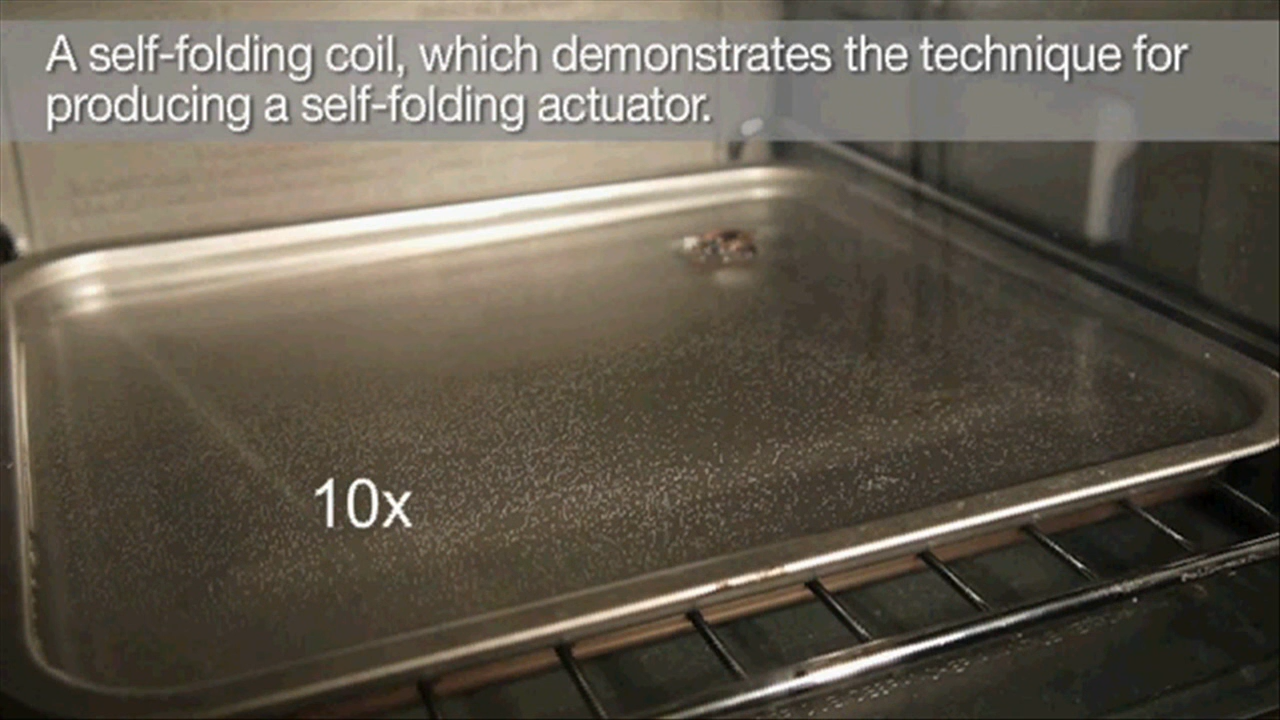 A self-folding coil, which demonstrates the technique for
producing a self-folding actuator.
10x